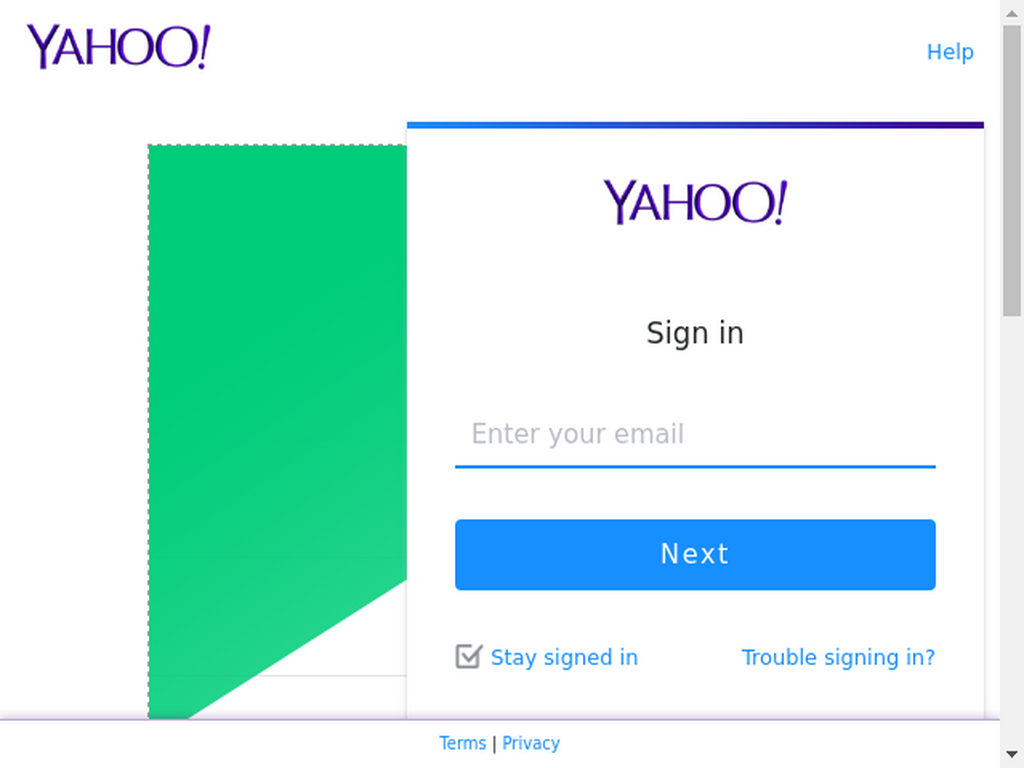 YAHOO!
Help
YAHOO!
Sign in
Enter your email
Next
Stay signed in
Trouble signing in?
Terms | Privacy